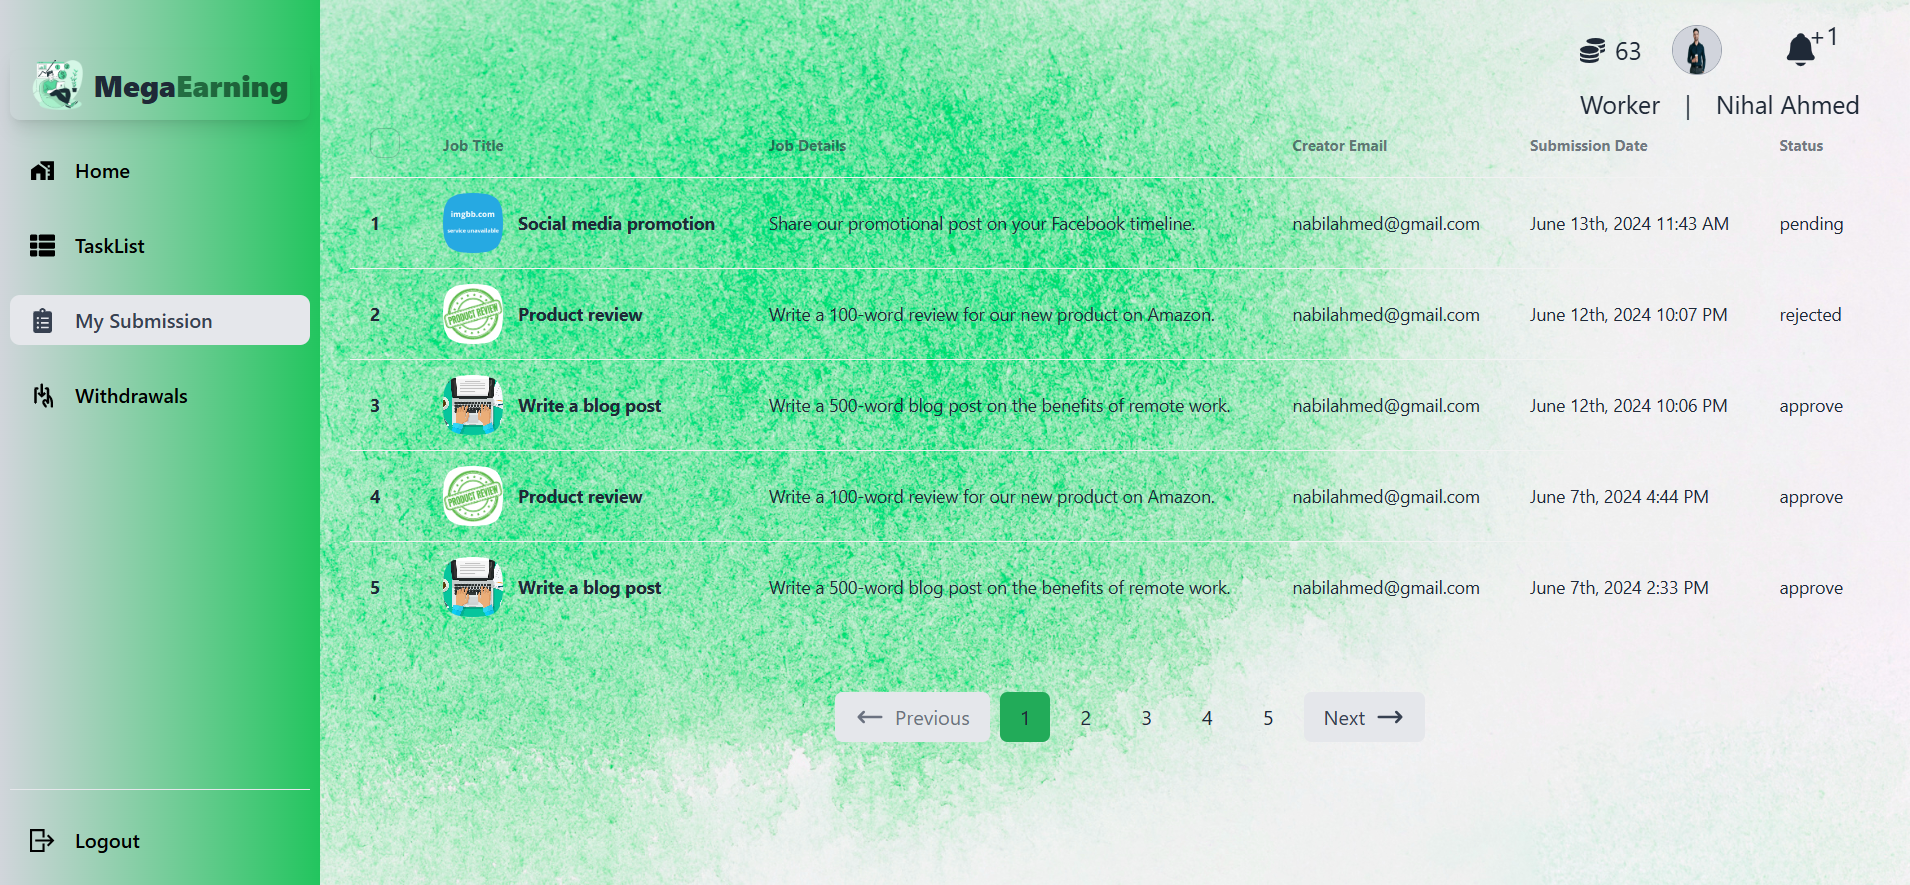 MegaEarning
Home
TaskList
My Submission
Withdrawals
Logout
63
+1
Worker | Nihal Ahmed
Job Title Job Details Creator Email Submission Date Status
1 imgbb.com service unavailable Social media promotion Share our promotional post on your Facebook timeline. nabilahmed@gmail.com June 13th, 2024 11:43 AM pending
2 PRODUCT REVIEW Product review Write a 100-word review for our new product on Amazon. nabilahmed@gmail.com June 12th, 2024 10:07 PM rejected
3 Write a blog post Write a 500-word blog post on the benefits of remote work. nabilahmed@gmail.com June 12th, 2024 10:06 PM approve
4 PRODUCT REVIEW Product review Write a 100-word review for our new product on Amazon. nabilahmed@gmail.com June 7th, 2024 4:44 PM approve
5 Write a blog post Write a 500-word blog post on the benefits of remote work. nabilahmed@gmail.com June 7th, 2024 2:33 PM approve
← Previous 1 2 3 4 5 Next →